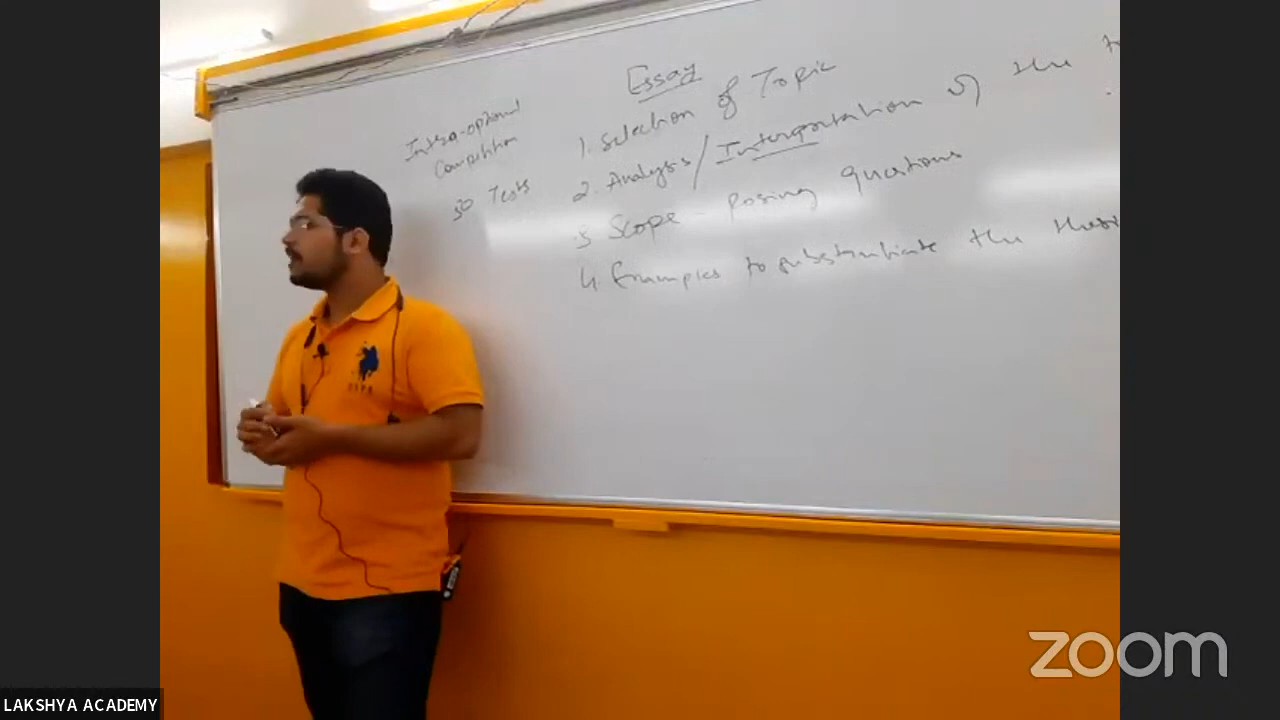 Essay
1. Selection of Topic
2. Analysis / Interpretation of the
3 Scope - Posing Questions
4 Examples to substantiate the
Intra-optional
Competition
30 Tests
USPA
zoom
LAKSHYA ACADEMY